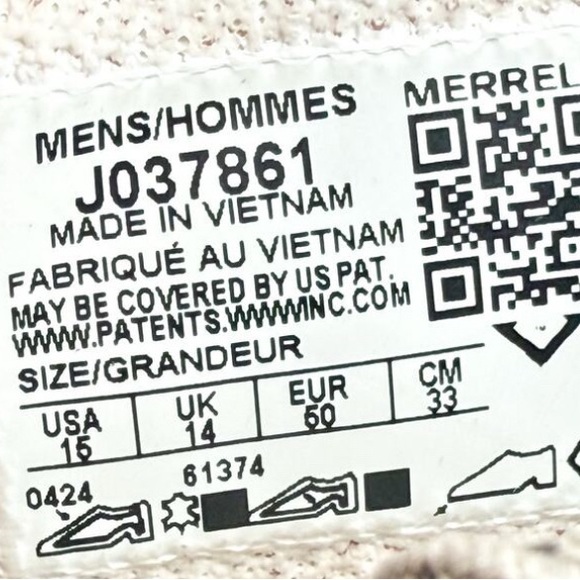 MENS/HOMMES
MERREL
J037861
MADE IN VIETNAM
FABRIQUÉ AU VIETNAM
MAY BE COVERED BY US PAT.
WWW.PATENTS.WWWINC.COM
SIZE/GRANDEUR
USA UK EUR CM
15 14 50 33
61374
0424